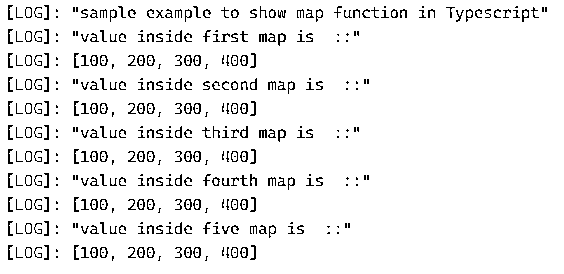 [LOG]: "sample example to show map function in Typescript"
[LOG]: "value inside first map is  ::"
[LOG]: [100, 200, 300, 400]
[LOG]: "value inside second map is  ::"
[LOG]: [100, 200, 300, 400]
[LOG]: "value inside third map is  ::"
[LOG]: [100, 200, 300, 400]
[LOG]: "value inside fourth map is  ::"
[LOG]: [100, 200, 300, 400]
[LOG]: "value inside five map is  ::"
[LOG]: [100, 200, 300, 400]